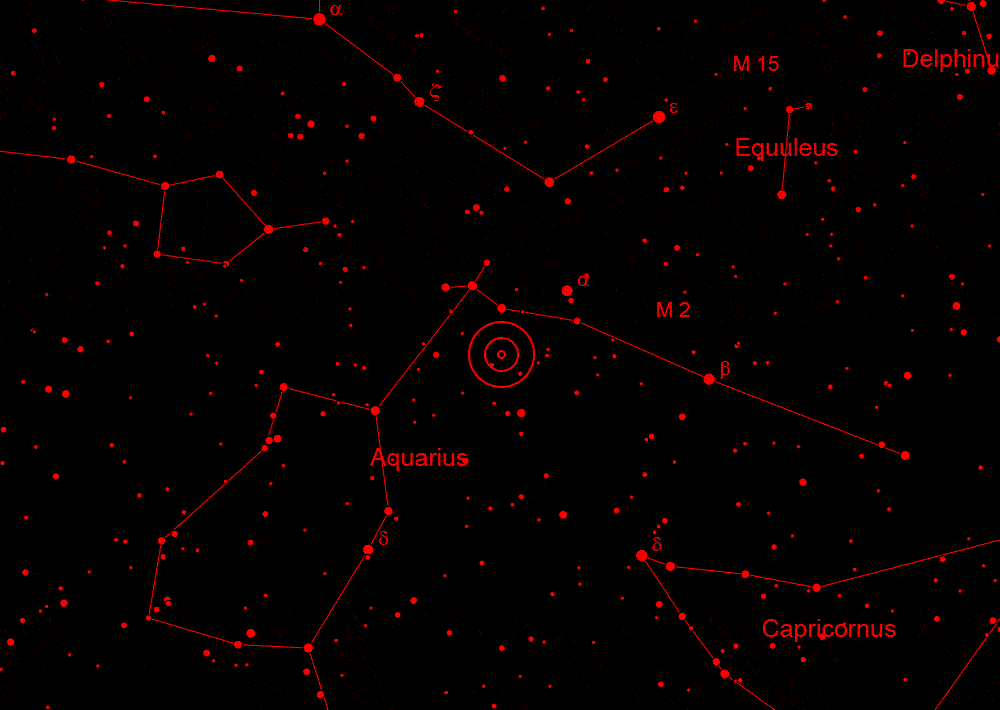 α
M 15
Delphinu
ζ
ε
Equuleus
α
M 2
β
Aquarius
δ
δ
Capricornus